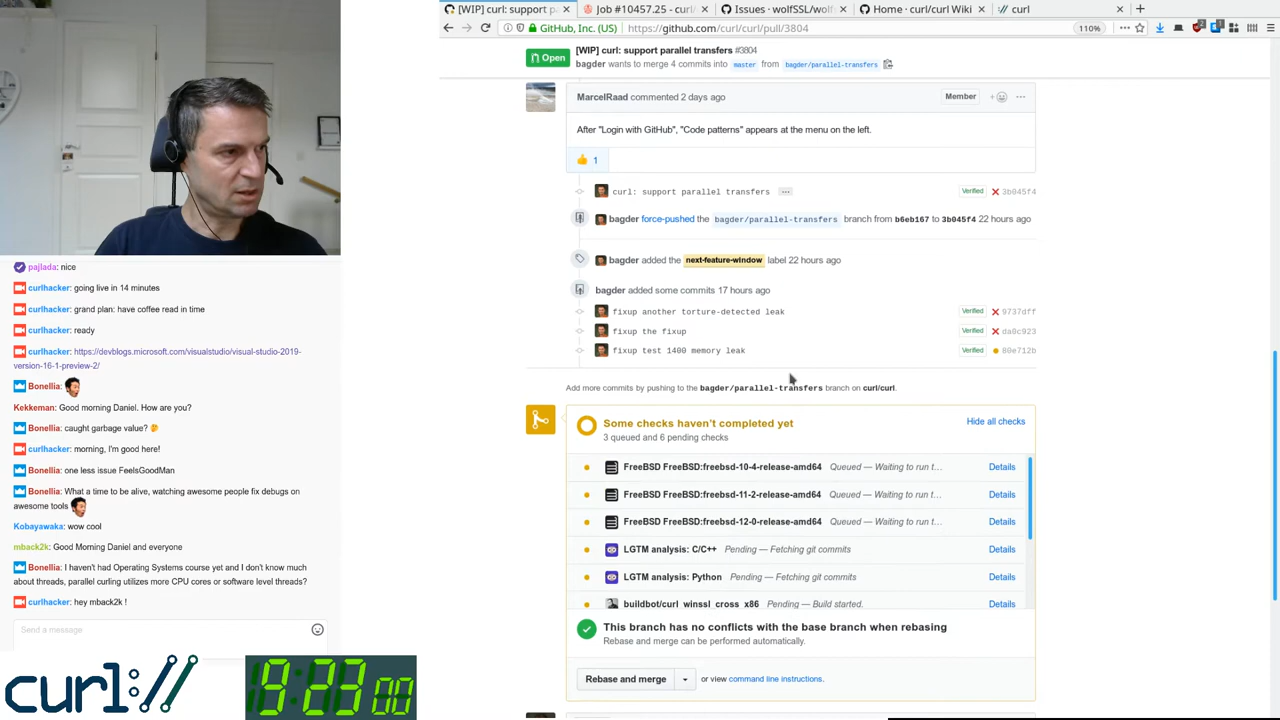 [WIP] curl: support p
Job #10457.25 - curl/
Issues · wolfSSL/wolf
Home · curl/curl Wiki
curl
GitHub, Inc. (US)
https://github.com/curl/curl/pull/3804
110%
Open
[WIP] curl: support parallel transfers #3804
bagder wants to merge 4 commits into master from bagder/parallel-transfers
MarcelRaad commented 2 days ago
Member
After "Login with GitHub", "Code patterns" appears at the menu on the left.
1
curl: support parallel transfers Verified 3b045f4
bagder force-pushed the bagder/parallel-transfers branch from b6eb167 to 3b045f4 22 hours ago
bagder added the next-feature-window label 22 hours ago
bagder added some commits 17 hours ago
fixup another torture-detected leak Verified 9737dff
fixup the fixup Verified da0c923
fixup test 1400 memory leak Verified 80e712b
Add more commits by pushing to the bagder/parallel-transfers branch on curl/curl.
Some checks haven't completed yet
Hide all checks
3 queued and 6 pending checks
FreeBSD FreeBSD:freebsd-10-4-release-amd64 Queued — Waiting to run t… Details
FreeBSD FreeBSD:freebsd-11-2-release-amd64 Queued — Waiting to run t… Details
FreeBSD FreeBSD:freebsd-12-0-release-amd64 Queued — Waiting to run t… Details
LGTM analysis: C/C++ Pending — Fetching git commits Details
LGTM analysis: Python Pending — Fetching git commits Details
buildbot/curl_winssl_cross_x86 Pending — Build started. Details
This branch has no conflicts with the base branch when rebasing
Rebase and merge can be performed automatically.
Rebase and merge
or view command line instructions.
pajlada: nice
curlhacker: going live in 14 minutes
curlhacker: grand plan: have coffee read in time
curlhacker: ready
curlhacker: https://devblogs.microsoft.com/visualstudio/visual-studio-2019-
version-16-1-preview-2/
Bonellia:
Kekkeman: Good morning Daniel. How are you?
Bonellia: caught garbage value?
curlhacker: morning, I'm good here!
Bonellia: one less issue FeelsGoodMan
Bonellia: What a time to be alive, watching awesome people fix debugs on
awesome tools
Kobayawaka: wow cool
mback2k: Good Morning Daniel and everyone
Bonellia: I haven't had Operating Systems course yet and I don't know much
about threads, parallel curling utilizes more CPU cores or software level threads?
curlhacker: hey mback2k !
Send a message
curl://
9:23 00